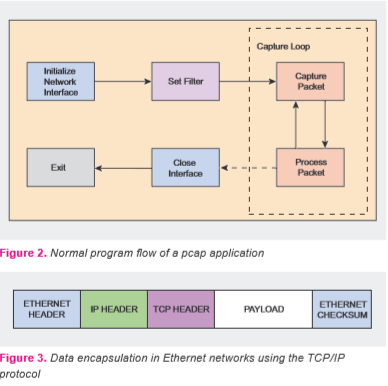 Capture Loop
Initialize
Network
Interface
Set Filter
Capture
Packet
Exit
Close
Interface
Process
Packet
Figure 2. Normal program flow of a pcap application
ETHERNET
HEADER
IP HEADER
TCP HEADER
PAYLOAD
ETHERNET
CHECKSUM
Figure 3. Data encapsulation in Ethernet networks using the TCP/IP
protocol